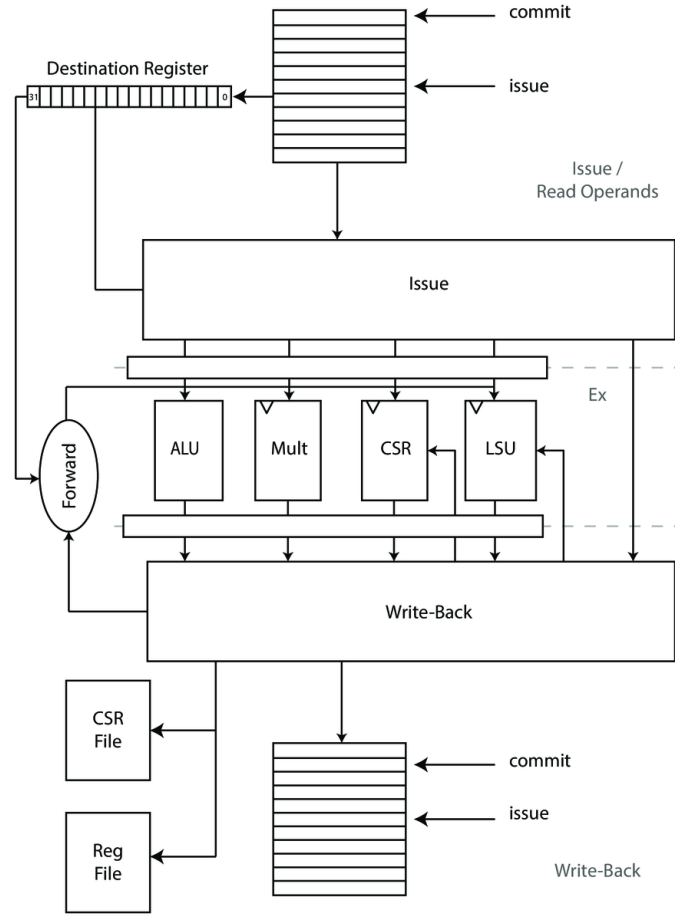 commit
Destination Register
issue
31
0
Issue /
Read Operands
Issue
Ex
ALU
Mult
CSR
LSU
Forward
Write-Back
CSR
File
commit
issue
Reg
File
Write-Back